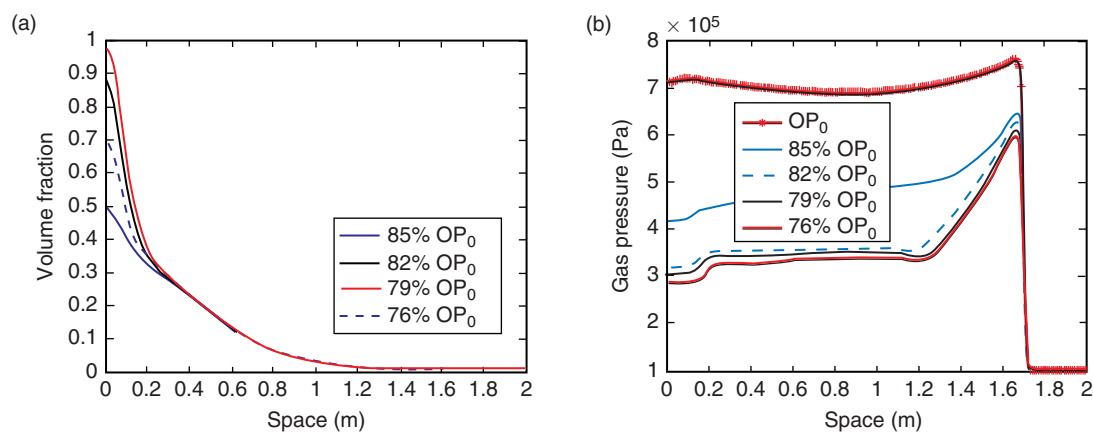 (a)
1
0.9
0.8
0.7
0.6
0.5
0.4
0.3
0.2
0.1
0
Volume fraction
85% OP₀
82% OP₀
79% OP₀
76% OP₀
0 0.2 0.4 0.6 0.8 1 1.2 1.4 1.6 1.8 2
Space (m)
(b)
× 10⁵
8
7
6
5
4
3
2
1
Gas pressure (Pa)
OP₀
85% OP₀
82% OP₀
79% OP₀
76% OP₀
0 0.2 0.4 0.6 0.8 1 1.2 1.4 1.6 1.8 2
Space (m)